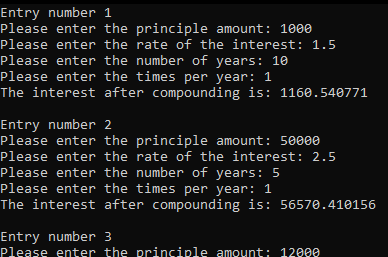 Entry number 1
Please enter the principle amount: 1000
Please enter the rate of the interest: 1.5
Please enter the number of years: 10
Please enter the times per year: 1
The interest after compounding is: 1160.540771
Entry number 2
Please enter the principle amount: 50000
Please enter the rate of the interest: 2.5
Please enter the number of years: 5
Please enter the times per year: 1
The interest after compounding is: 56570.410156
Entry number 3
Please enter the principle amount: 12000